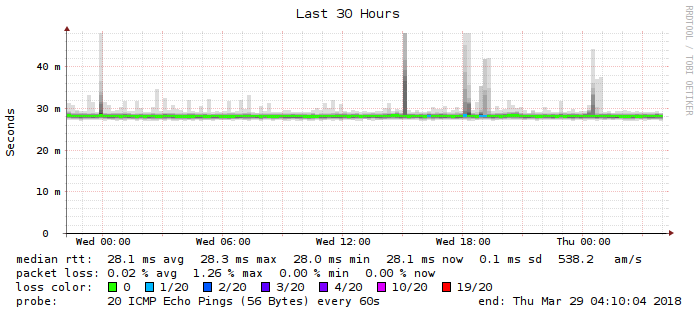 Last 30 Hours
RRDTOOL / TOBI OETIKER
Seconds
40 m
30 m
20 m
10 m
0
Wed 00:00 Wed 06:00 Wed 12:00 Wed 18:00 Thu 00:00
median rtt: 28.1 ms avg 28.3 ms max 28.0 ms min 28.1 ms now 0.1 ms sd 538.2 am/s
packet loss: 0.02 % avg 1.26 % max 0.00 % min 0.00 % now
loss color: 0 1/20 2/20 3/20 4/20 10/20 19/20
probe: 20 ICMP Echo Pings (56 Bytes) every 60s end: Thu Mar 29 04:10:04 2018